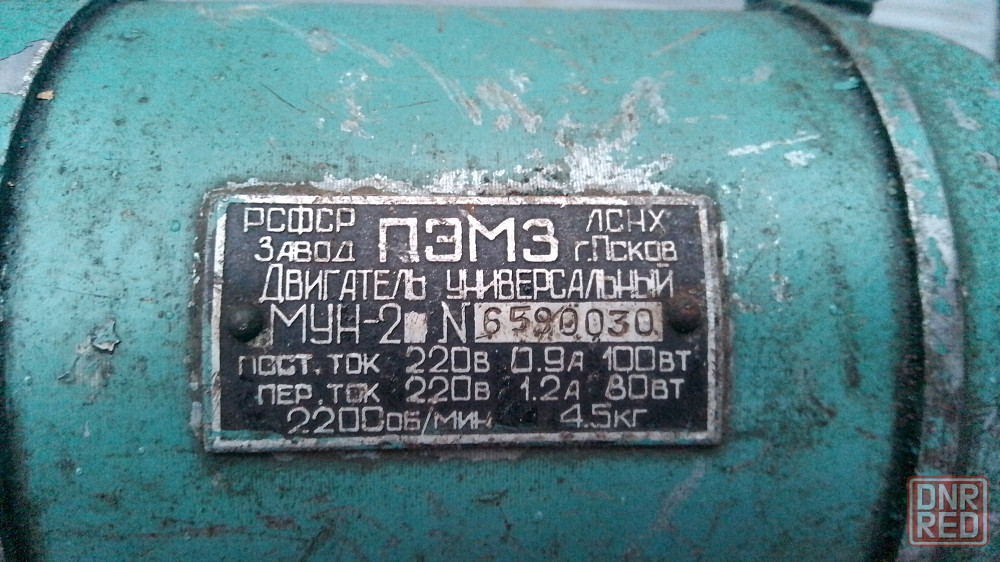 РСФСР ПЭМЗ ЛСНХ
ЗАВОД г.Псков
ДВИГАТЕЛЬ УНИВЕРСАЛЬНЫЙ
МУН-2 N 6590030
ПОСТ. ТОК 220В 0.9А 100ВТ
ПЕР. ТОК 220В 1.2А 80ВТ
2200ОБ/МИН 4.5КГ
DNR
RED